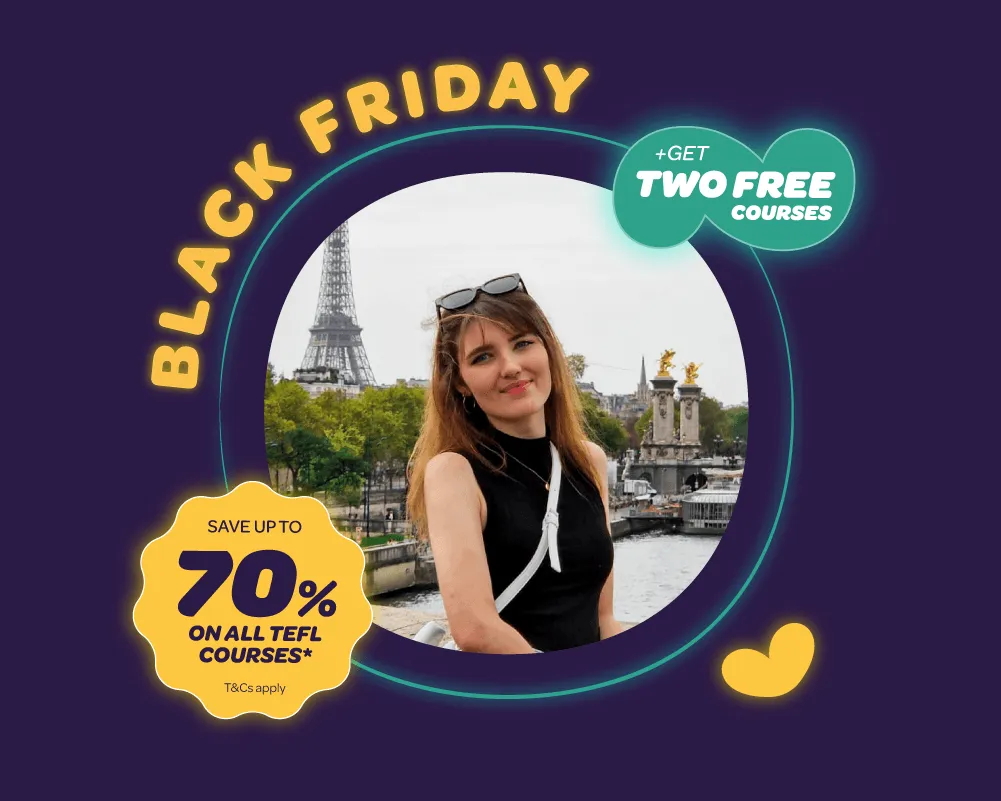 BLACK FRIDAY
+GET
TWO FREE
COURSES
SAVE UP TO
70%
ON ALL TEFL
COURSES*
T&Cs apply